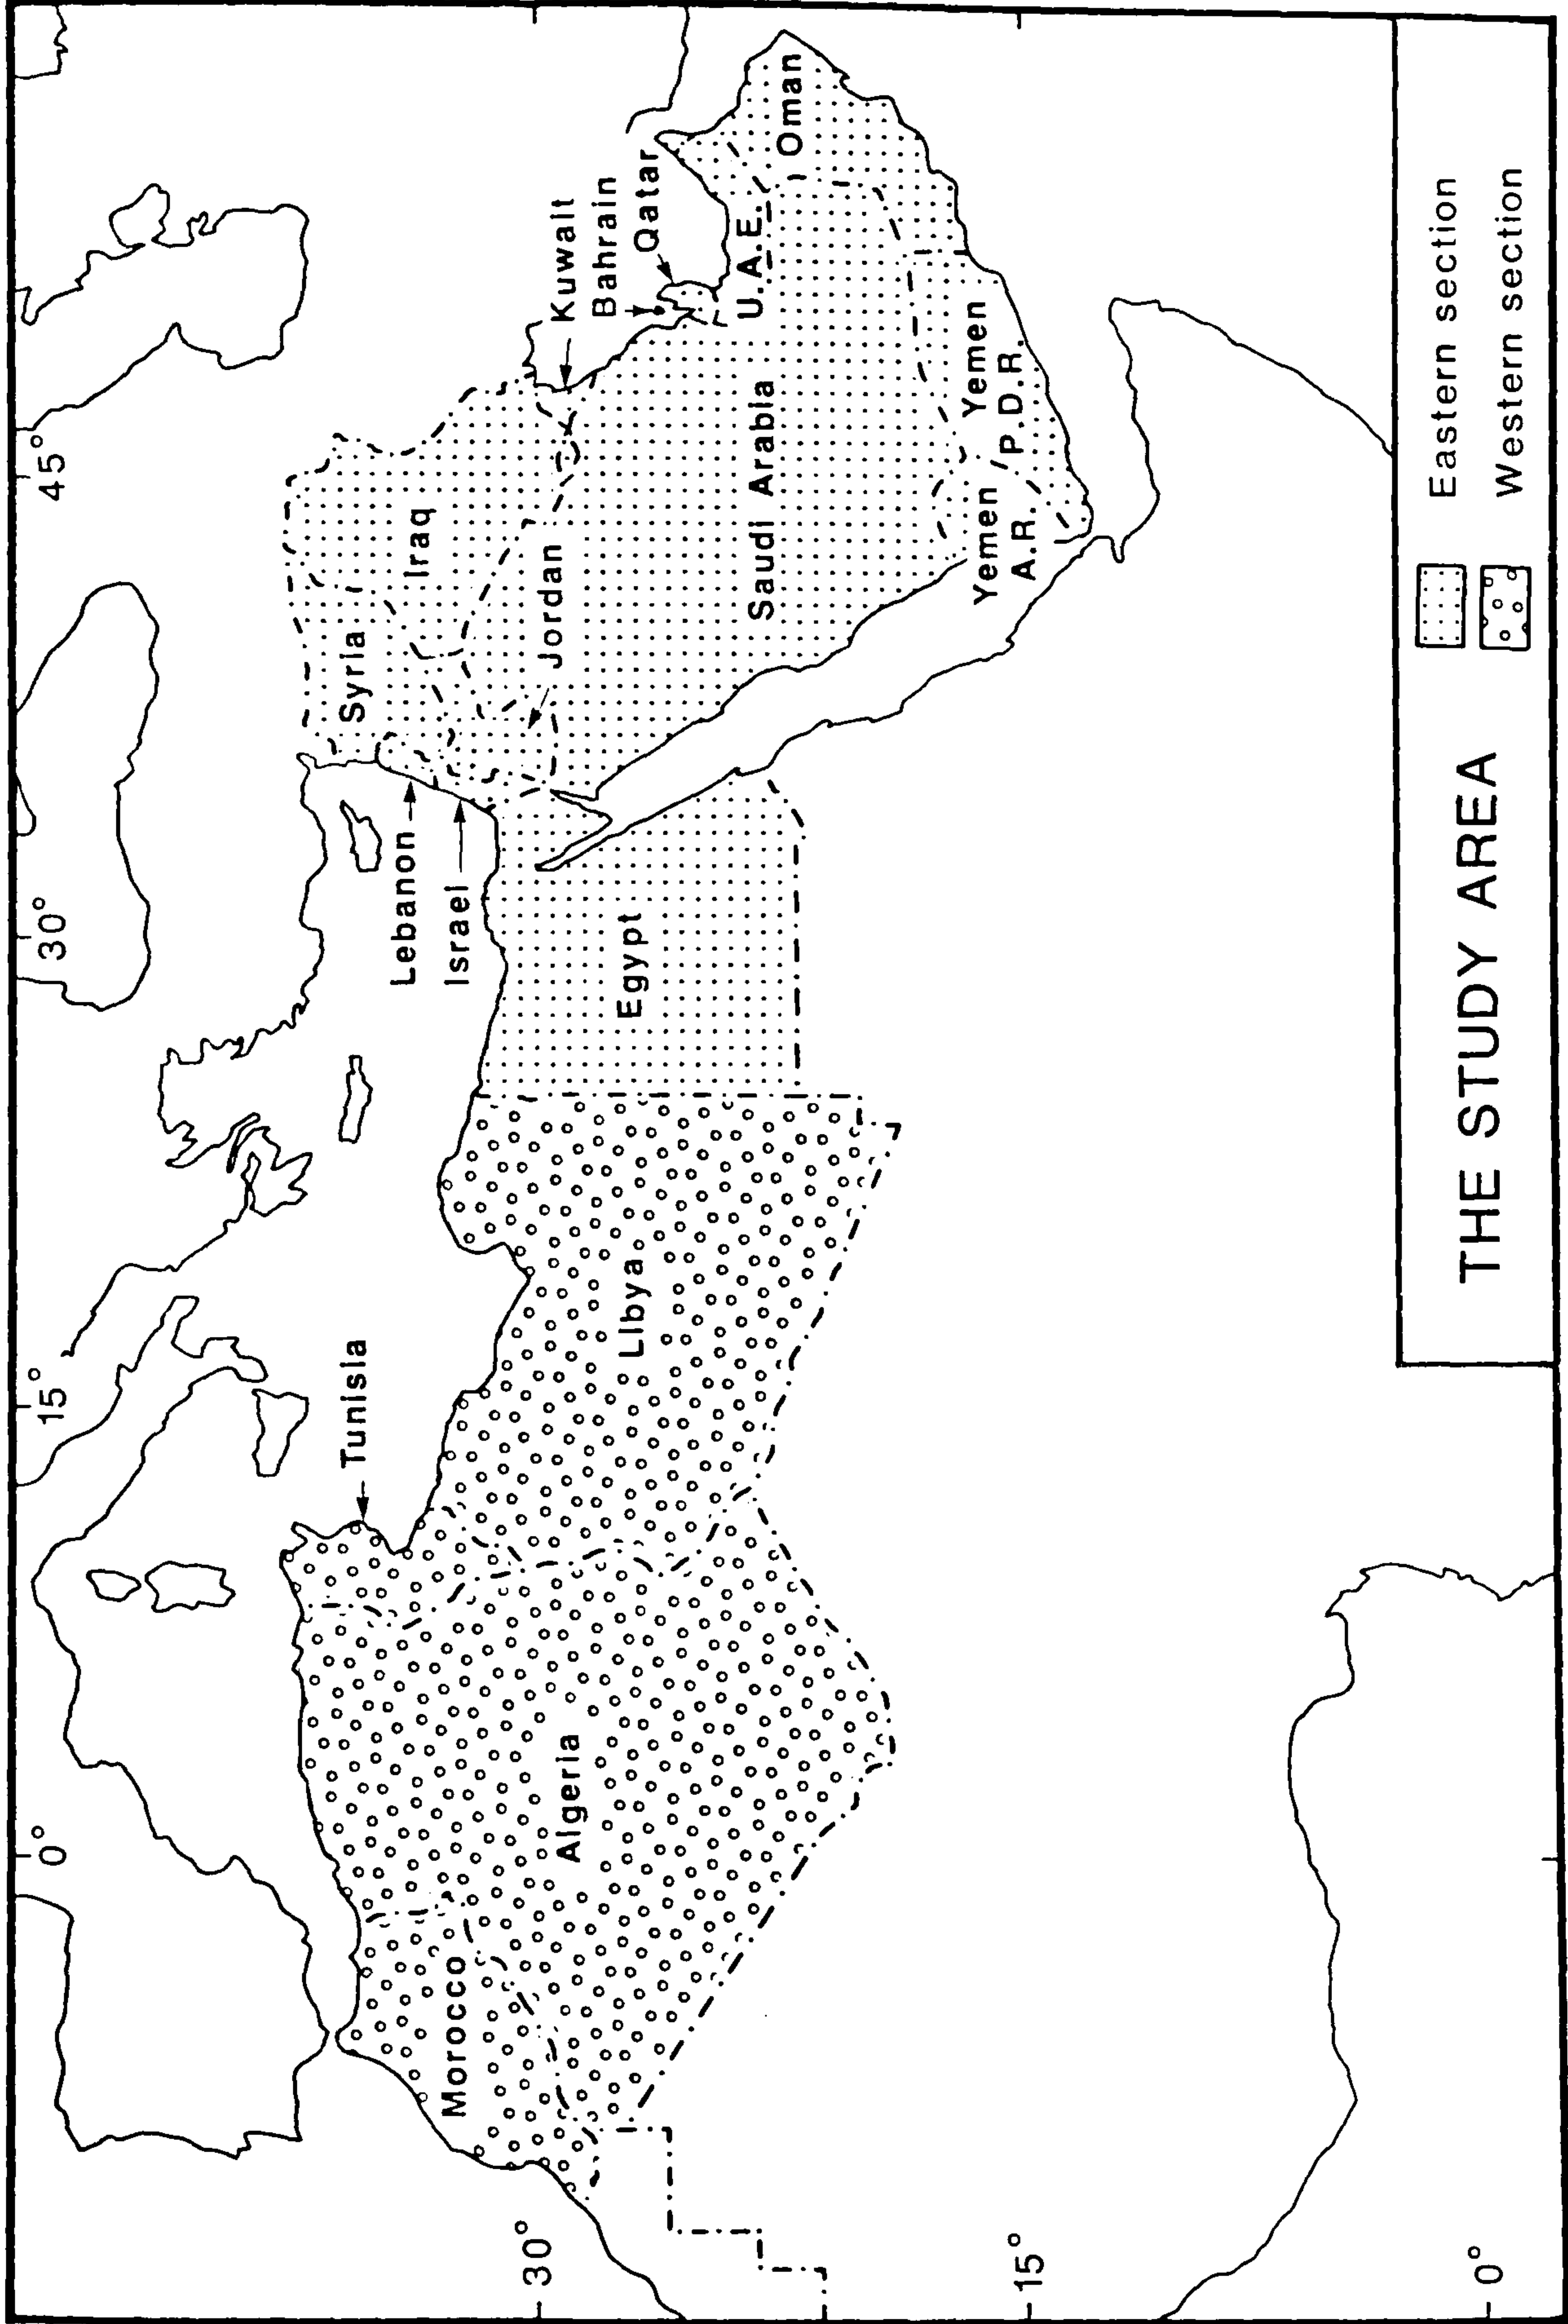 0°
15°
30°
45°
30°
15°
0°
Morocco
Algeria
Tunisia
Libya
Egypt
Lebanon
Israel
Syria
Iraq
Jordan
Kuwait
Bahrain
Qatar
U.A.E.
Oman
Saudi Arabia
Yemen
A.R.
Yemen
P.D.R.
THE STUDY AREA
Eastern section
Western section